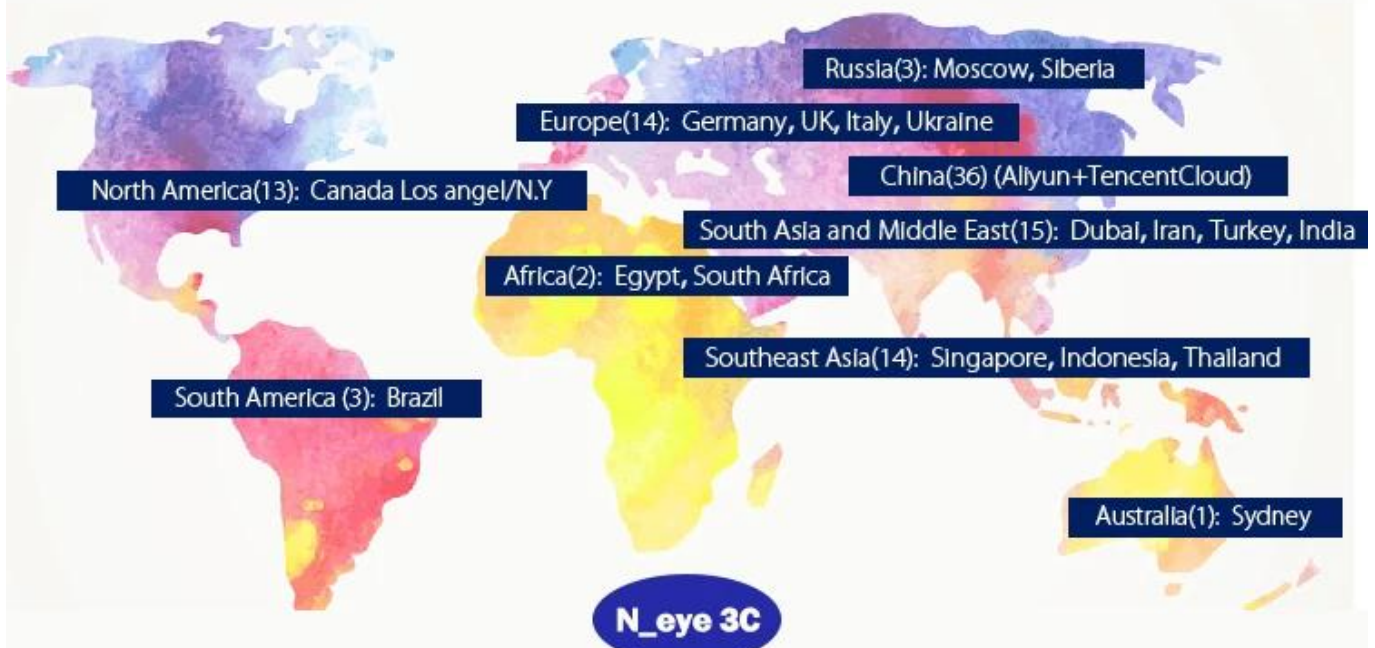 Russia(3): Moscow, Siberia
Europe(14): Germany, UK, Italy, Ukraine
China(36) (Aliyun+TencentCloud)
North America(13): Canada Los angel/N.Y
South Asia and Middle East(15): Dubai, Iran, Turkey, India
Africa(2): Egypt, South Africa
Southeast Asia(14): Singapore, Indonesia, Thailand
South America (3): Brazil
Australia(1): Sydney
N_eye 3C